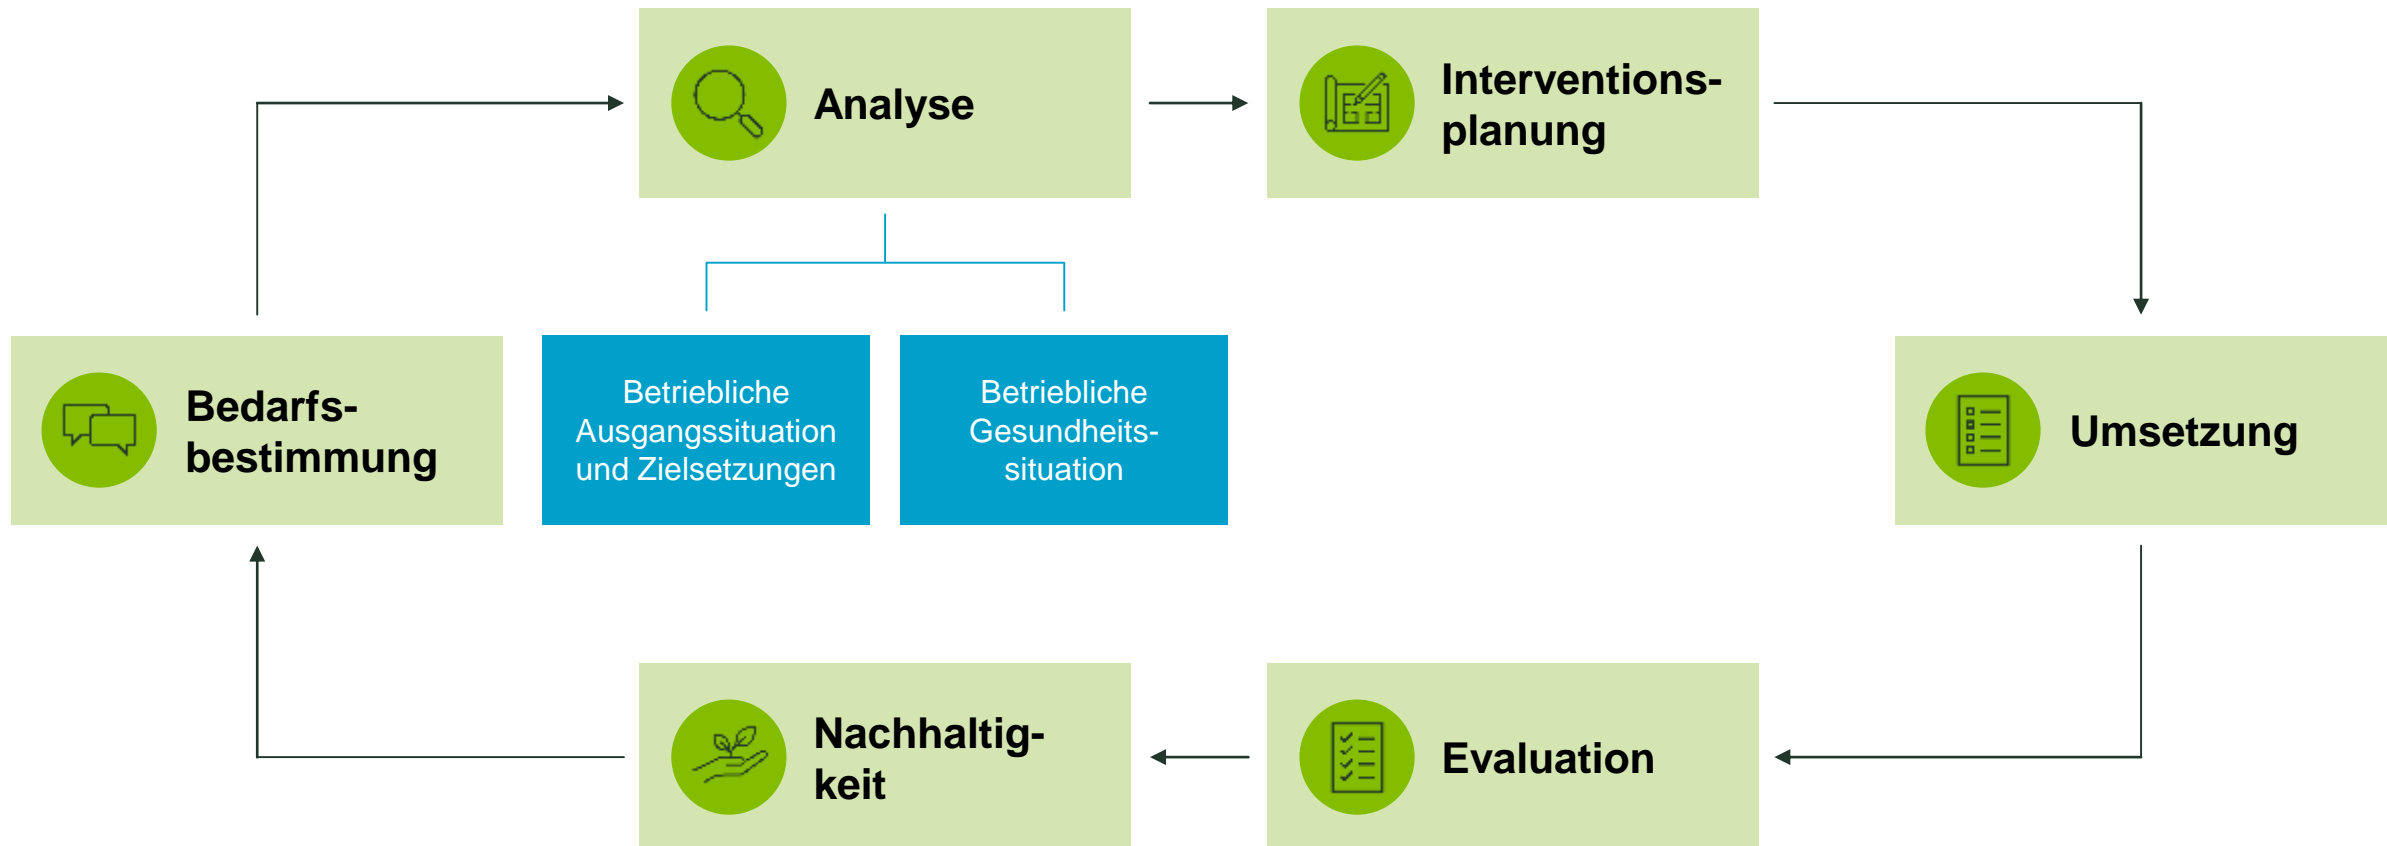 Analyse
Interventions-
planung
Bedarfs-
bestimmung
Betriebliche
Ausgangssituation
und Zielsetzungen
Betriebliche
Gesundheits-
situation
Umsetzung
Nachhaltig-
keit
Evaluation